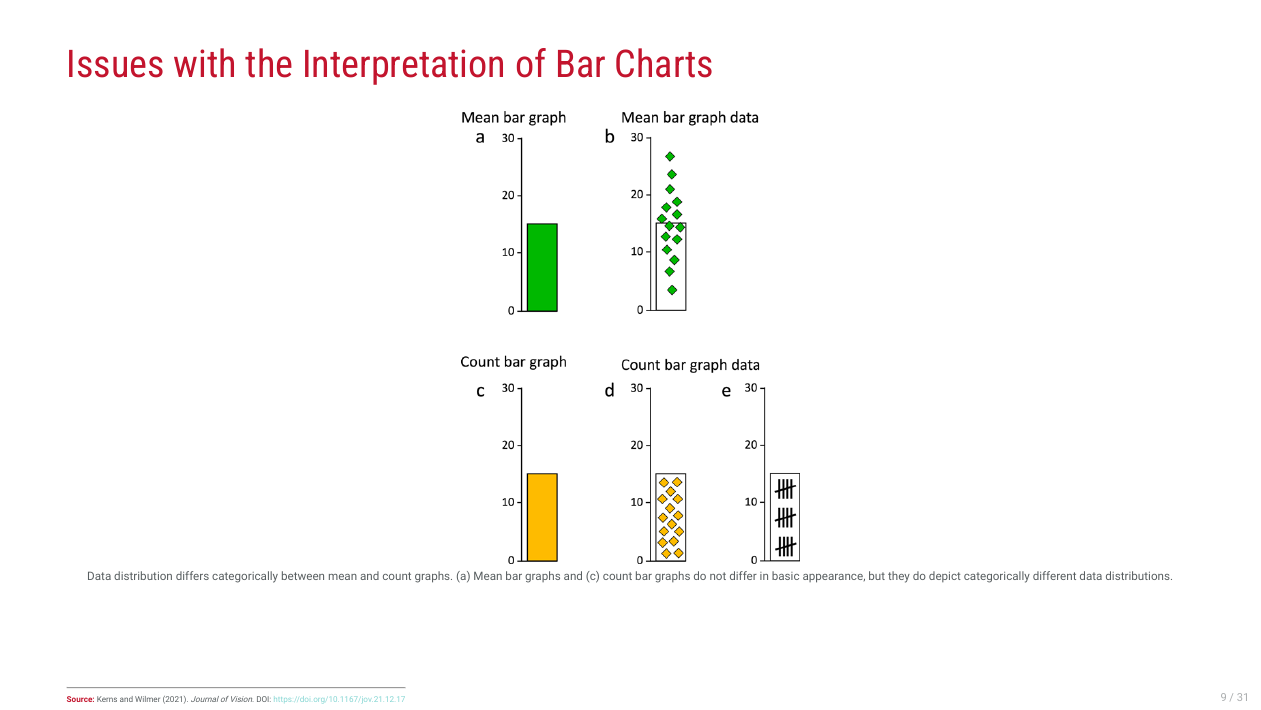 Issues with the Interpretation of Bar Charts
Mean bar graph
Mean bar graph data
a
30
20
10
0
b
30
20
10
0
Count bar graph
Count bar graph data
c
30
20
10
0
d
30
20
10
0
e
30
20
10
0
Data distribution differs categorically between mean and count graphs. (a) Mean bar graphs and (c) count bar graphs do not differ in basic appearance, but they do depict categorically different data distributions.
Source: Kerns and Wilmer (2021). Journal of Vision. DOI: https://doi.org/10.1167/jov.21.12.17
9 / 31